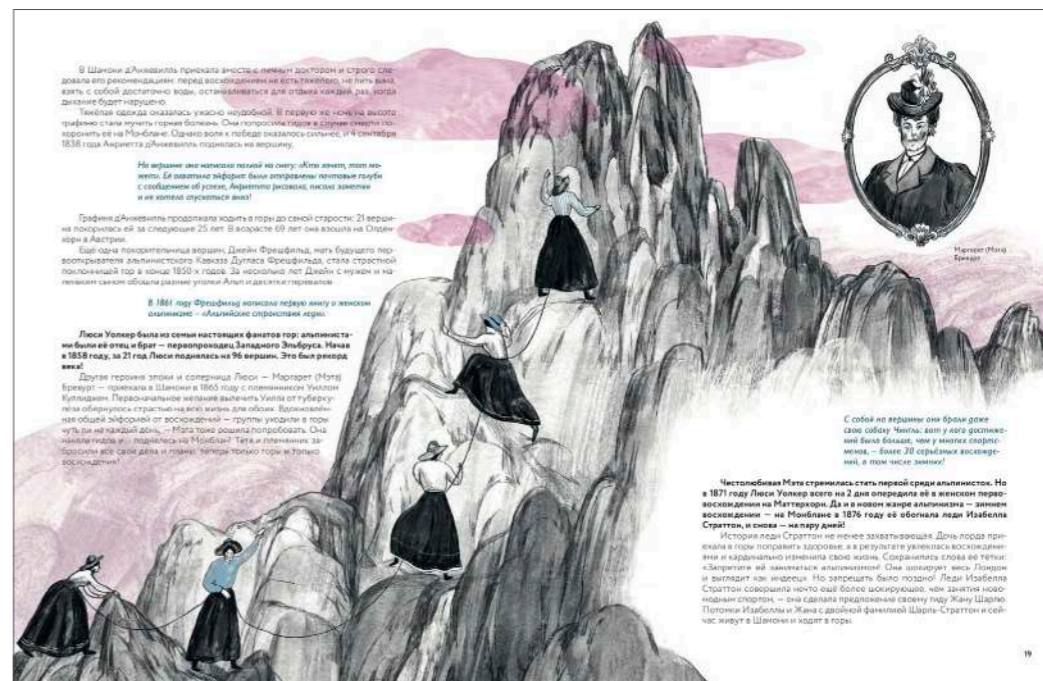 В Шамони д'Анжевилль приехала вместе с личным доктором и строго сле-
довала его рекомендациям: перед восхождением не есть тяжёлого, не пить вина,
взять с собой достаточно воды, останавливаться для отдыха каждый раз, когда
дыхание будет нарушено.
Тяжёлая одежда оказалась ужасно неудобной. В первую же ночь на высоте
графиню стала мучить горная болезнь. Она попросила гидов в случае смерти по-
хоронить её на Монблане. Однако воля к победе оказалось сильнее, и 4 сентября
1838 года Анриетта д'Анжевилль поднялась на вершину.
На вершине она написала палкой на снегу: «Кто хочет, тот мо-
жет». Её охватила эйфория: были отправлены почтовые голуби
с сообщением об успехе, Анриетта рисовала, писала заметки
и не хотела спускаться вниз!
Графиня д'Анжевилль продолжала ходить в горы до самой старости: 21 верши-
на покорилась ей за следующие 25 лет. В возрасте 69 лет она взошла на Олден-
хорн в Австрии.
Ещё одна покорительница вершин, Джейн Фрешфильд, мать будущего пер-
вооткрывателя альпинистского Кавказа Дугласа Фрешфильда, стала страстной
поклонницей гор в конце 1850-х годов. За несколько лет Джейн с мужем и ма-
леньким сыном обошла разные уголки Альп и десятки перевалов.
В 1861 году Фрешфильд написала первую книгу о женском
альпинизме – «Альпийские странствия леди».
Люси Уолкер была из семьи настоящих фанатов гор: альпиниста-
ми были её отец и брат — первопроходец Западного Эльбруса. Начав
в 1858 году, за 21 год Люси поднялась на 96 вершин. Это был рекорд
века!
Другая героиня эпохи и соперница Люси — Маргарет (Мэта)
Бревурт — приехала в Шамони в 1865 году с племянником Уиллом
Кулиджем. Первоначальное желание вылечить Уилла от туберку-
лёза обернулось страстью на всю жизнь для обоих. Вдохновлён-
ная общей эйфорией от восхождений — группы уходили в горы
чуть ли не каждый день, — Мэта тоже решила попробовать. Она
наняла гидов и… поднялась на Монблан! Тётя и племянник за-
бросили все свои дела и планы: теперь только горы и только
восхождения!
Маргарет (Мэта)
Бревурт
С собой на вершины они брали даже
свою собаку Чингль: вот у кого достиже-
ний было больше, чем у многих спортс-
менов, – более 30 серьёзных восхожде-
ний, в том числе зимних!
Честолюбивая Мэта стремилась стать первой среди альпинисток. Но
в 1871 году Люси Уолкер всего на 2 дня опередила её в женском перво-
восхождении на Маттерхорн. Да и в новом жанре альпинизма — зимнем
восхождении — на Монблане в 1876 году её обогнала леди Изабелла
Страттон, и снова — на пару дней!
История леди Страттон не менее захватывающая. Дочь лорда при-
ехала в горы поправить здоровье, а в результате увлеклась восхождени-
ями и кардинально изменила свою жизнь. Сохранились слова её тётки:
«Запретите ей заниматься альпинизмом! Она шокирует весь Лондон
и выглядит как индеец». Но запрещать было поздно! Леди Изабелла
Страттон совершила нечто ещё более шокирующее, чем занятия ново-
модным спортом, — она сделала предложение своему гиду Жану Шарлю.
Потомки Изабеллы и Жана с двойной фамилией Шарль-Страттон и сей-
час живут в Шамони и ходят в горы.
19